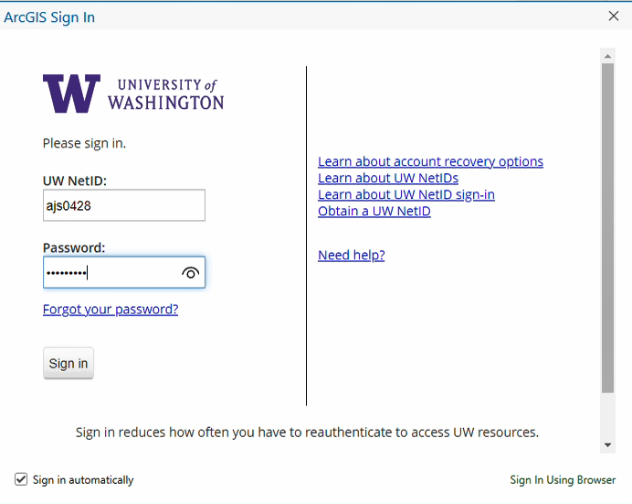 ArcGIS Sign In
W UNIVERSITY of
WASHINGTON
Please sign in.
UW NetID:
ajs0428
Password:
•••••••••
Forgot your password?
Sign in
Learn about account recovery options
Learn about UW NetIDs
Learn about UW NetID sign-in
Obtain a UW NetID
Need help?
Sign in reduces how often you have to reauthenticate to access UW resources.
Sign in automatically
Sign In Using Browser